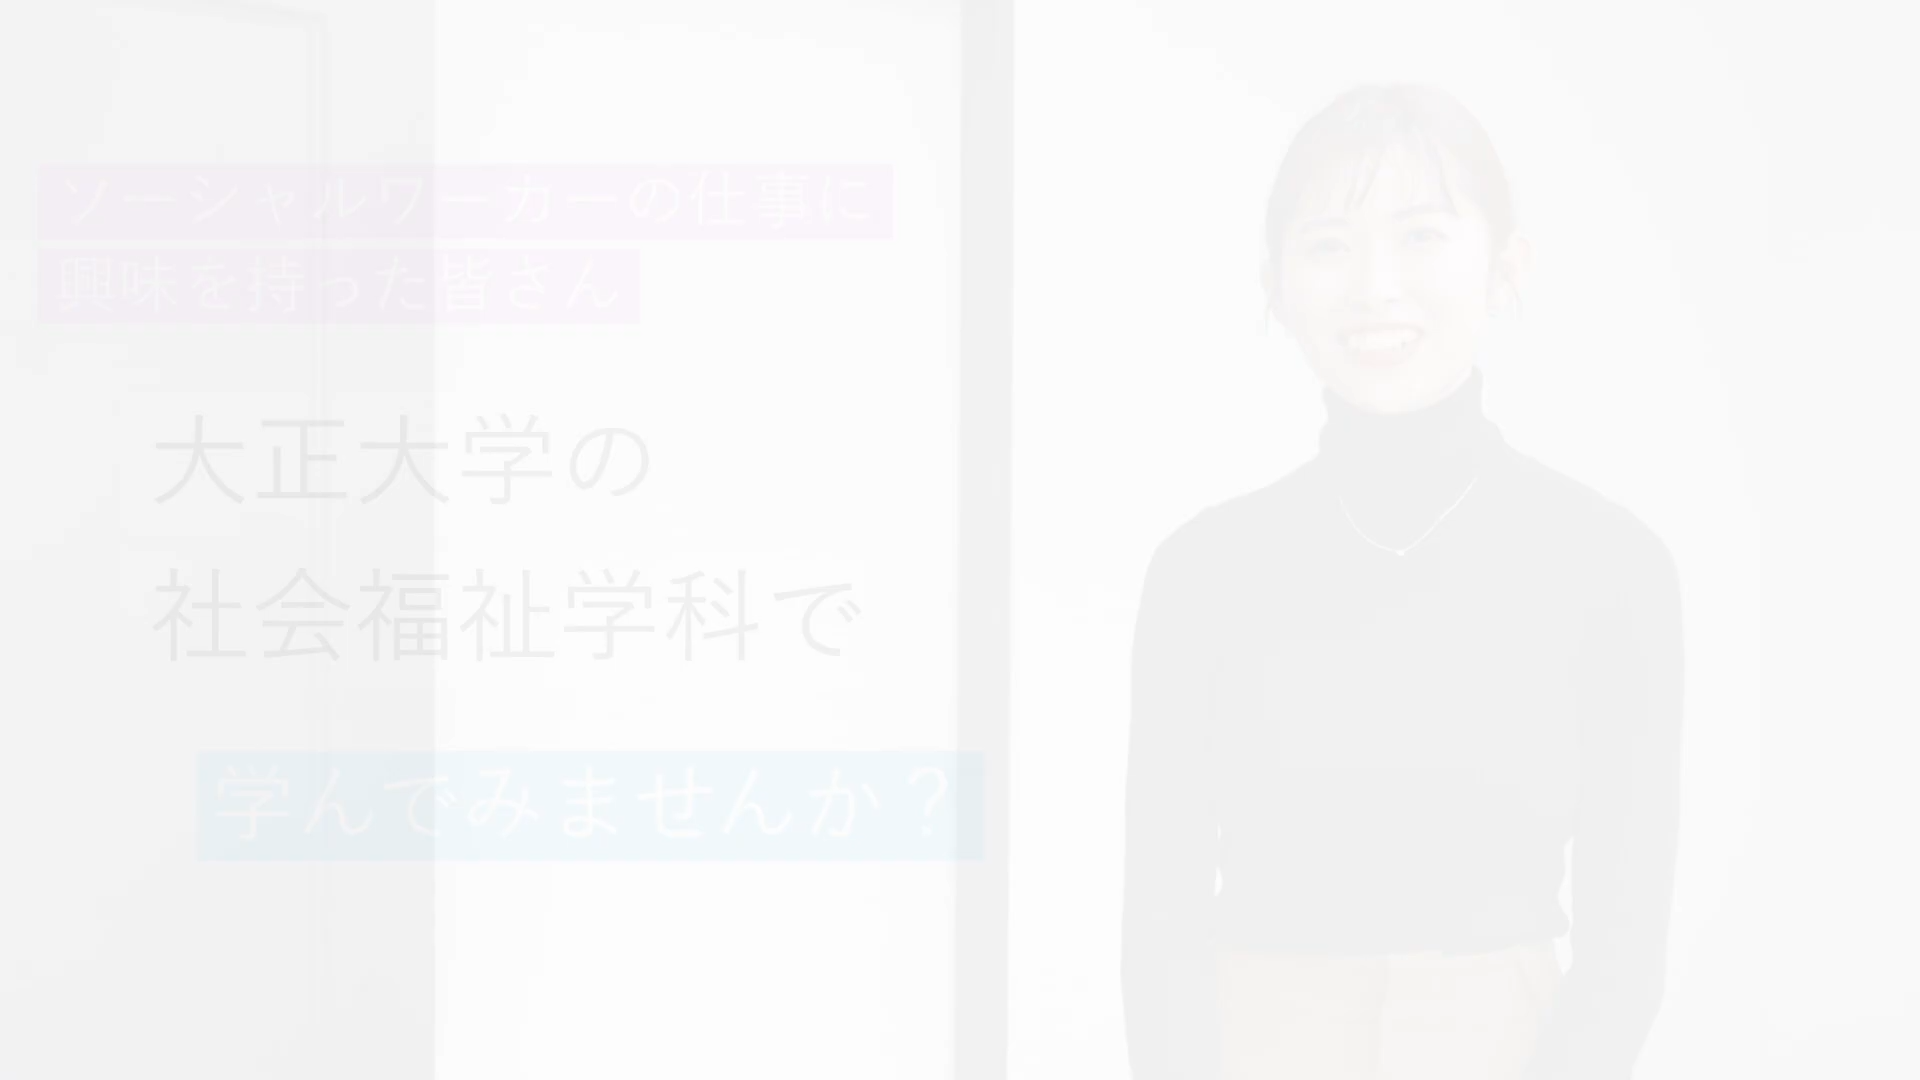 ソーシャルワーカーの仕事に
興味を持った皆さん
大正大学の
社会福祉学科で
学んでみませんか？